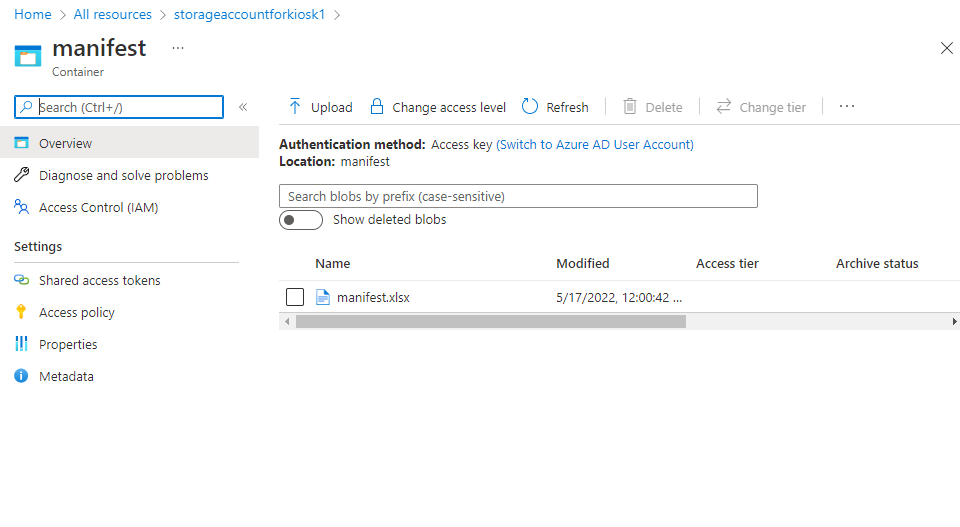 Home > All resources > storageaccountforkiosk1 >
manifest ...
Container
Search (Ctrl+/) «
Upload Change access level Refresh Delete Change tier ...
Overview
Diagnose and solve problems
Access Control (IAM)
Settings
Shared access tokens
Access policy
Properties
Metadata
Authentication method: Access key (Switch to Azure AD User Account)
Location: manifest
Search blobs by prefix (case-sensitive)
Show deleted blobs
Name Modified Access tier Archive status
manifest.xlsx 5/17/2022, 12:00:42 ...